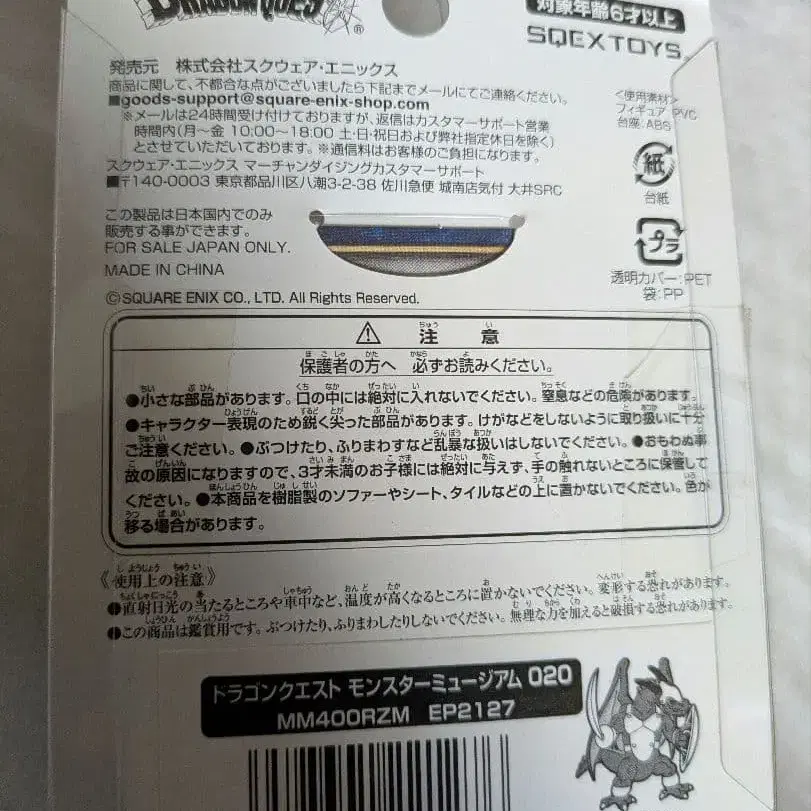 DRAGON QUEST ®
対象年齢6才以上
SQEXTOYS
発売元 株式会社スクウェア・エニックス
商品に関して、不都合な点がございましたら下記までメールにてご連絡ください。
■goods-support@square-enix-shop.com
※メールは24時間受け付けておりますが、返信はカスタマーサポート営業
時間内(月~金 10:00~18:00 土・日・祝日および弊社指定休日を除く)
とさせていただいております。※通信料はお客様のご負担になります。
スクウェア・エニックス マーチャンダイジングカスタマーサポート
■〒140-0003 東京都品川区八潮3-2-38 佐川急便 城南店気付 大井SRC
<使用素材>
フィギュア:PVC
台座:ABS
紙
台紙
プラ
透明カバー:PET
袋:PP
この製品は日本国内でのみ
販売する事ができます。
FOR SALE JAPAN ONLY.
MADE IN CHINA
©SQUARE ENIX CO., LTD. All Rights Reserved.
⚠ 注意
保護者の方へ 必ずお読みください。
●小さな部品があります。口の中には絶対に入れないでください。窒息などの危険があります。
●キャラクター表現のため鋭く尖った部品があります。けがなどをしないように取り扱いに十分
ご注意ください。●ぶつけたり、ふりまわすなど乱暴な扱いはしないでください。●おもわぬ事
故の原因になりますので、3才未満のお子様には絶対に与えず、手の触れないところに保管して
ください。●本商品を樹脂製のソファーやシート、タイルなどの上に置かないでください。色が
移る場合があります。
《使用上の注意》
●直射日光の当たるところや車中など、温度が高くなるところに置かないでください。変形する恐れがあります。
●この商品は鑑賞用です。ぶつけたり、ふりまわしたりしないでください。無理な力を加えると破損する恐れがあります。
ドラゴンクエスト モンスターミュージアム 020
MM400RZM EP2127